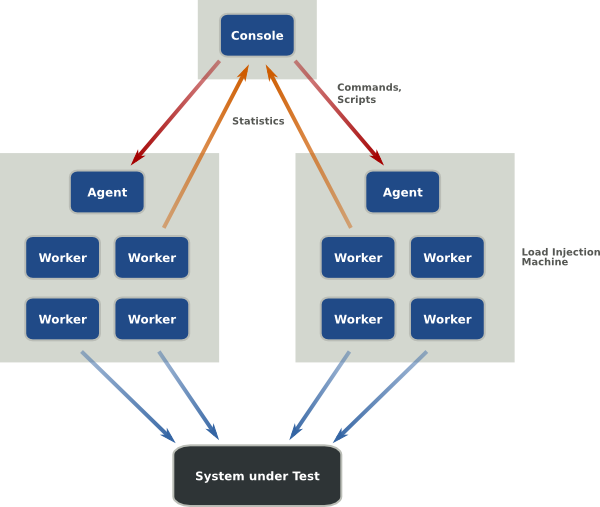 Console
Commands,
Scripts
Statistics
Agent
Agent
Worker
Worker
Worker
Worker
Load Injection
Machine
Worker
Worker
Worker
Worker
System under Test